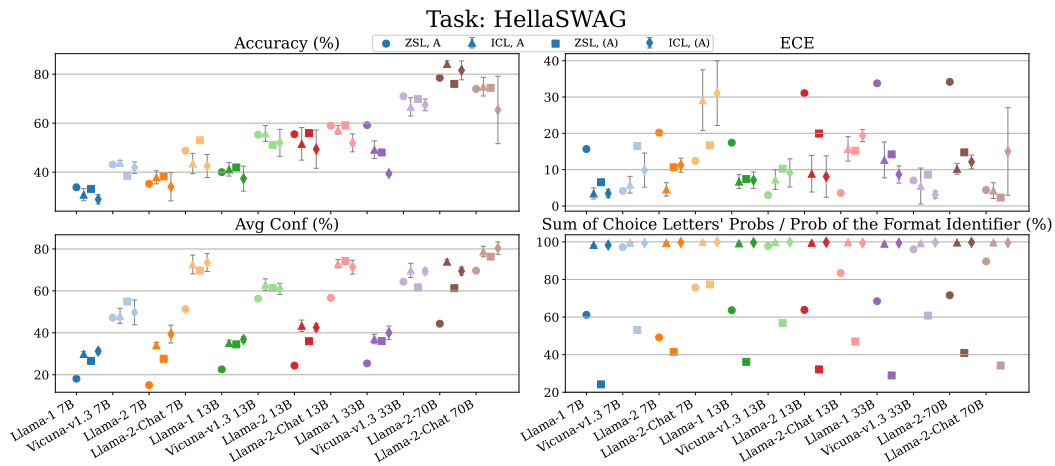 Task: HellaSWAG
ZSL, A
ICL, A
ZSL, (A)
ICL, (A)
Accuracy (%)
80
60
40
ECE
40
30
20
10
0
Avg Conf (%)
80
60
40
20
Llama-1 7B
Vicuna-v1.3 7B
Llama-2 7B
Llama-2-Chat 7B
Llama-1 13B
Vicuna-v1.3 13B
Llama-2 13B
Llama-2-Chat 13B
Llama-1 33B
Vicuna-v1.3 33B
Llama-2-70B
Llama-2-Chat 70B
Sum of Choice Letters' Probs / Prob of the Format Identifier (%)
100
80
60
40
20
Llama-1 7B
Vicuna-v1.3 7B
Llama-2 7B
Llama-2-Chat 7B
Llama-1 13B
Vicuna-v1.3 13B
Llama-2 13B
Llama-2-Chat 13B
Llama-1 33B
Vicuna-v1.3 33B
Llama-2-70B
Llama-2-Chat 70B